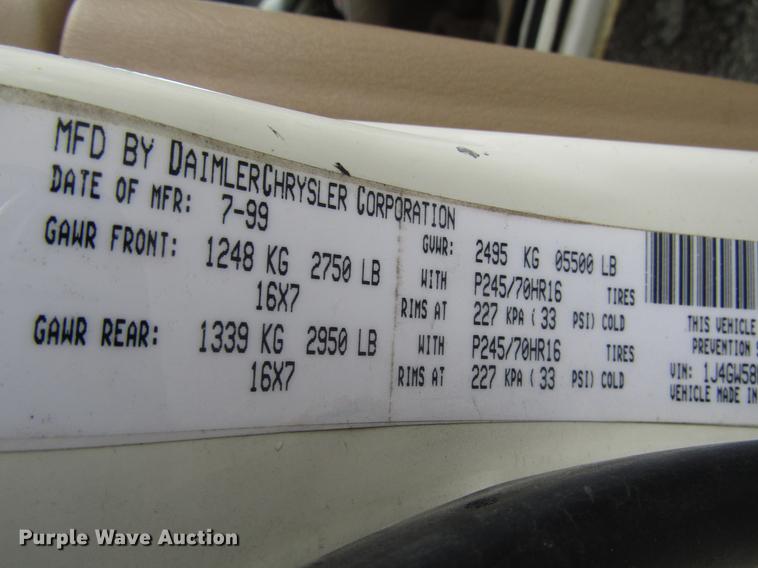 MFD BY DAIMLERCHRYSLER CORPORATION
DATE OF MFR: 7-99
GAWR FRONT: 1248 KG 2750 LB
16X7
GAWR REAR: 1339 KG 2950 LB
16X7
GVWR: 2495 KG 05500 LB
WITH P245/70HR16 TIRES
RIMS AT 227 KPA ( 33 PSI) COLD
WITH P245/70HR16 TIRES
RIMS AT 227 KPA ( 33 PSI) COLD
THIS VEHICLE
PREVENTION
VIN: 1J4GW58
VEHICLE MADE IN
Purple Wave Auction